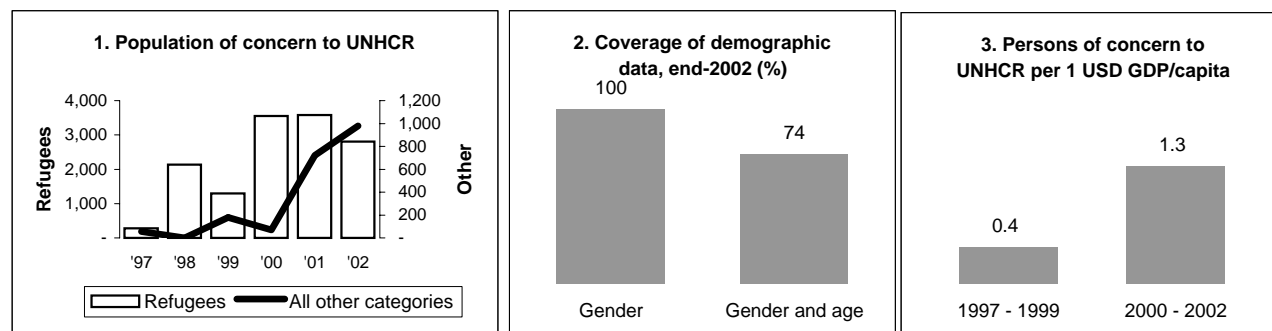 1. Population of concern to UNHCR
4,000
3,000
2,000
1,000
-
Refugees
1,200
1,000
800
600
400
200
-
Other
'97 '98 '99 '00 '01 '02
Refugees All other categories
2. Coverage of demographic
data, end-2002 (%)
100
74
Gender Gender and age
3. Persons of concern to
UNHCR per 1 USD GDP/capita
0.4
1.3
1997 - 1999 2000 - 2002